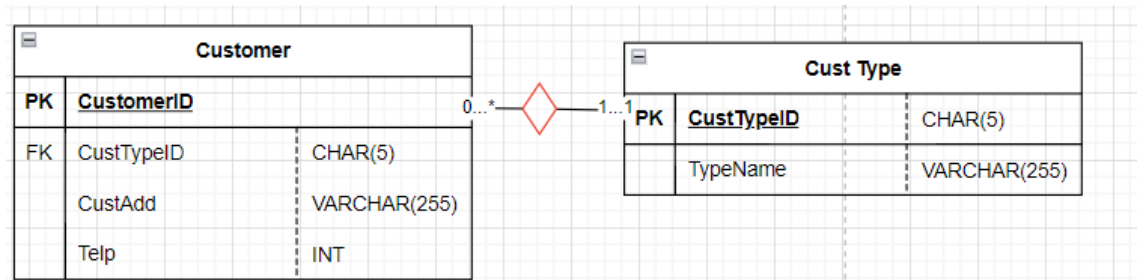 Customer
PK CustomerID
FK CustTypeID CHAR(5)
CustAdd VARCHAR(255)
Telp INT
0...* 1...1
Cust Type
PK CustTypeID CHAR(5)
TypeName VARCHAR(255)